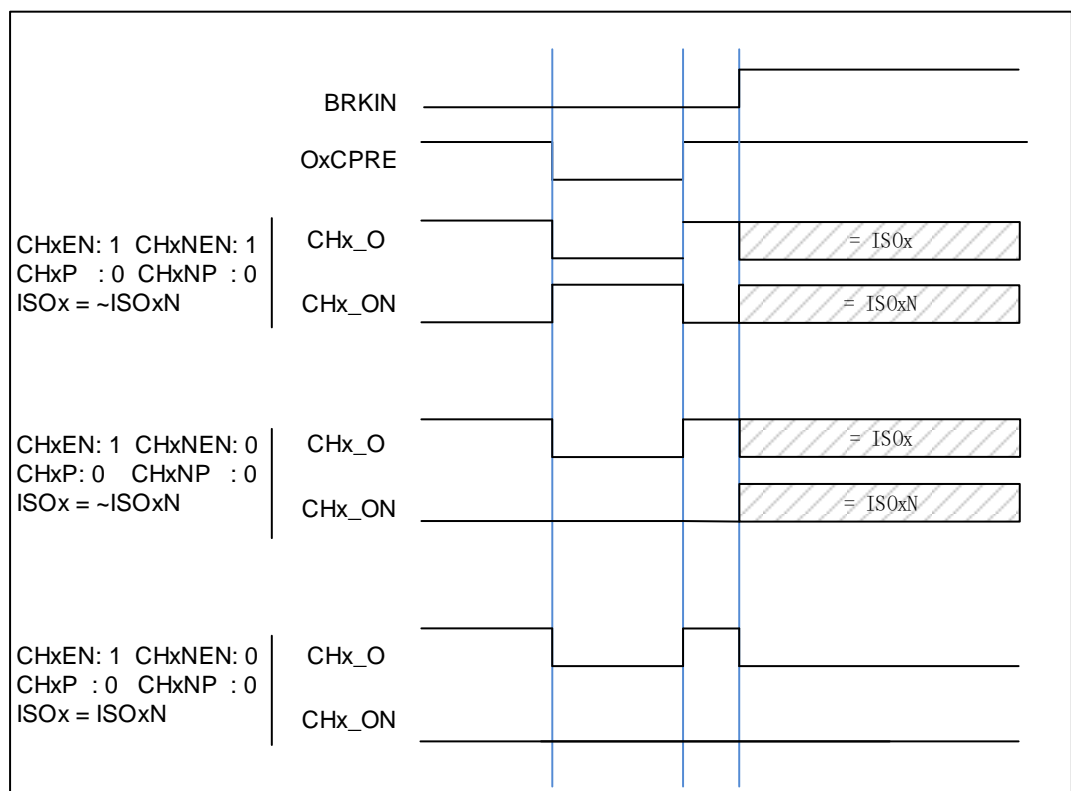 BRKIN
OxCPRE
CHxEN: 1 CHxNEN: 1
CHxP : 0 CHxNP : 0
ISOx = ~ISOxN
CHx_O
= ISOx
CHx_ON
= ISOxN
CHxEN: 1 CHxNEN: 0
CHxP: 0 CHxNP : 0
ISOx = ~ISOxN
CHx_O
= ISOx
CHx_ON
= ISOxN
CHxEN: 1 CHxNEN: 0
CHxP : 0 CHxNP : 0
ISOx = ISOxN
CHx_O
CHx_ON